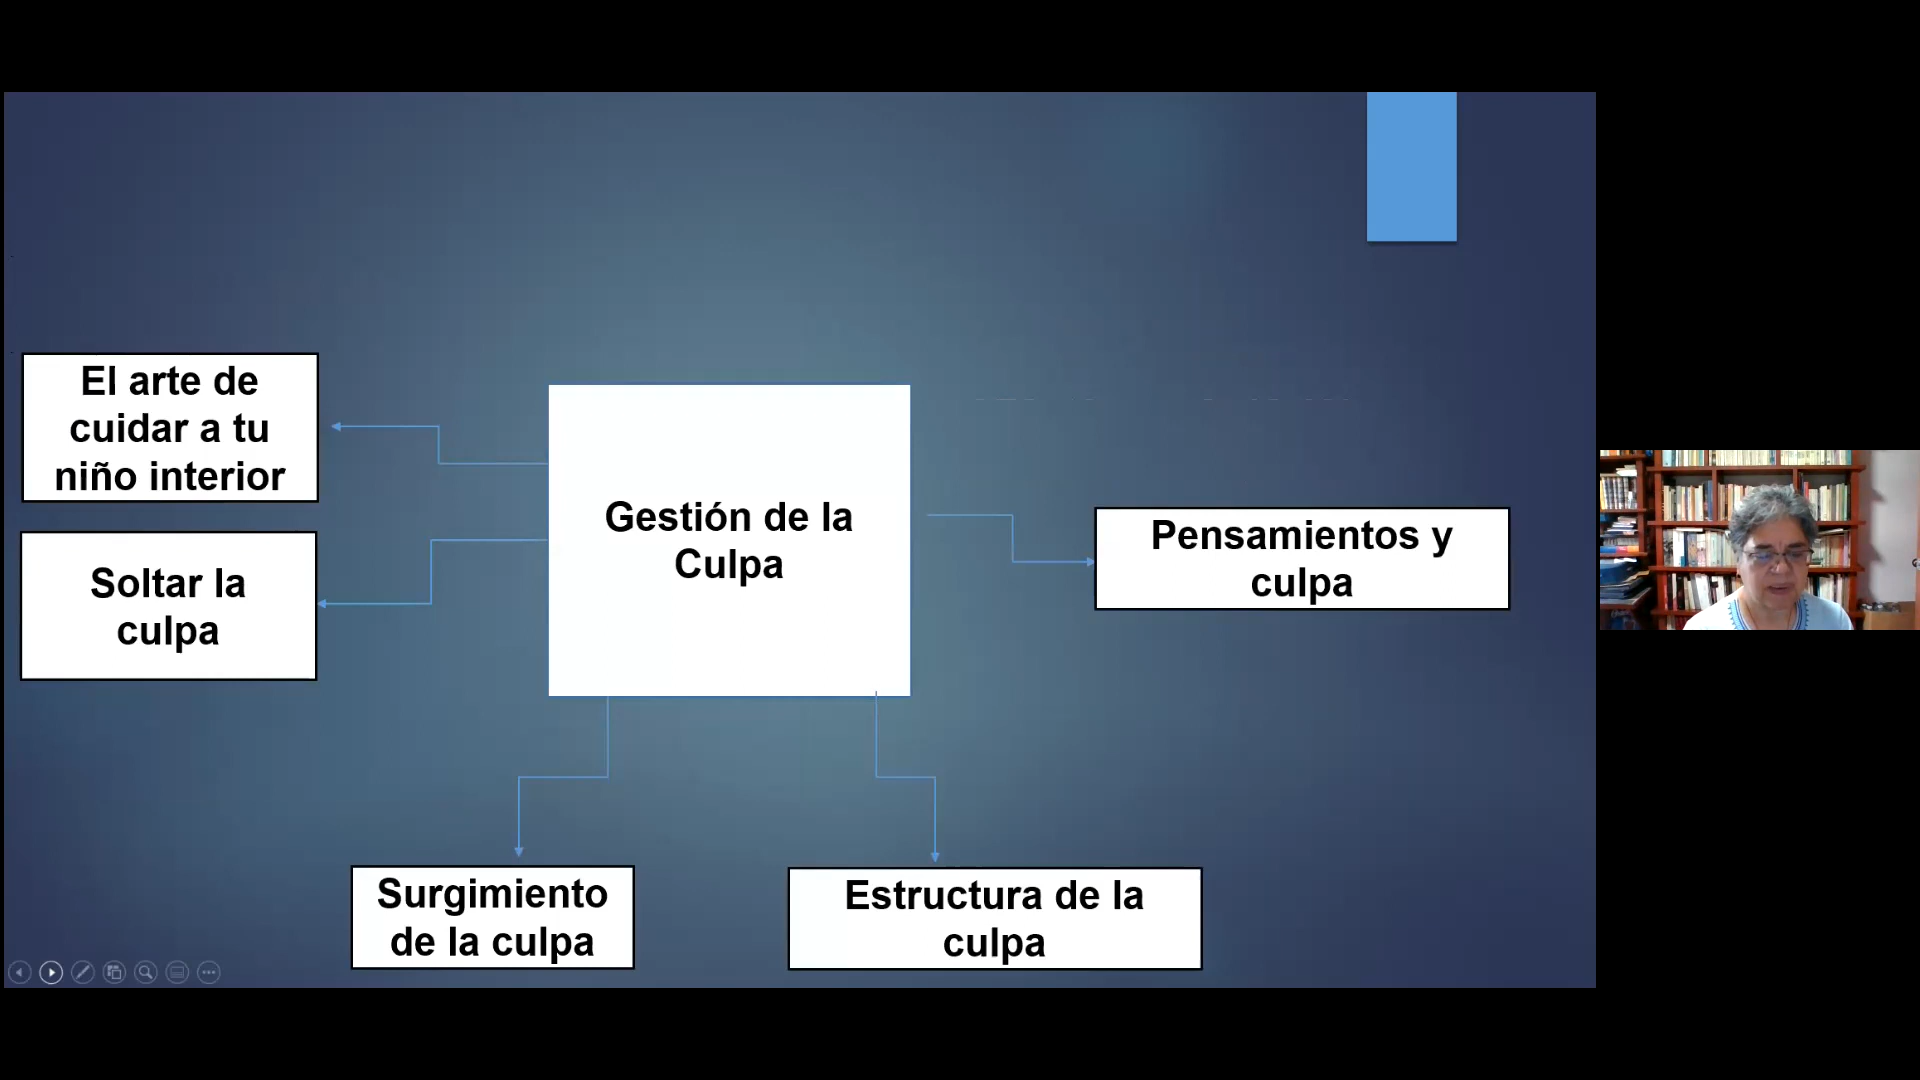 El arte de
cuidar a tu
niño interior
Soltar la
culpa
Gestión de la
Culpa
Pensamientos y
culpa
Surgimiento
de la culpa
Estructura de la
culpa